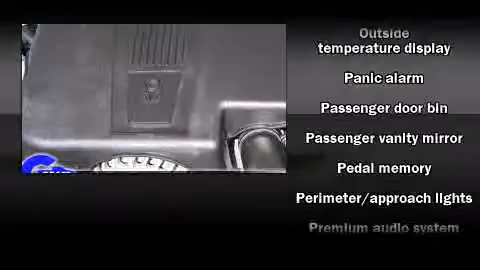 Outside
temperature display
Panic alarm
Passenger door bin
Passenger vanity mirror
Pedal memory
Perimeter/approach lights
Premium audio system